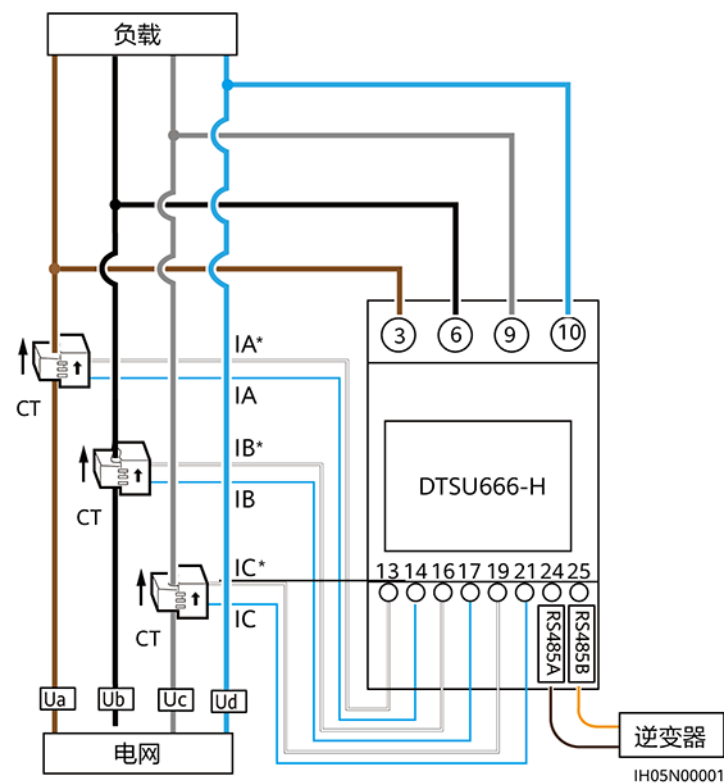 负载
3 6 9 10
IA*
IA
CT
IB*
IB
CT
DTSU666-H
IC*
IC
CT
13 14 16 17 19 21 24 25
RS485A
RS485B
Ua Ub Uc Ud
电网
逆变器
IH05N00001